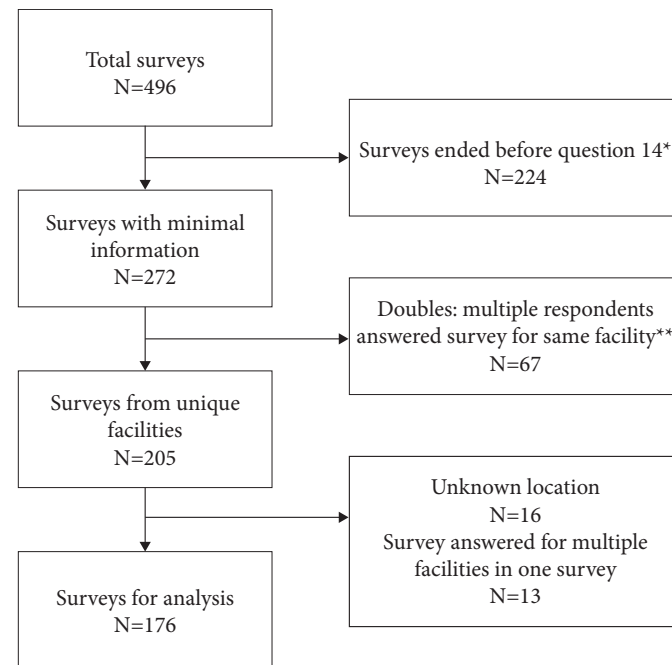 Total surveys
N=496
Surveys ended before question 14*
N=224
Surveys with minimal
information
N=272
Doubles: multiple respondents
answered survey for same facility**
N=67
Surveys from unique
facilities
N=205
Unknown location
N=16
Survey answered for multiple
facilities in one survey
N=13
Surveys for analysis
N=176